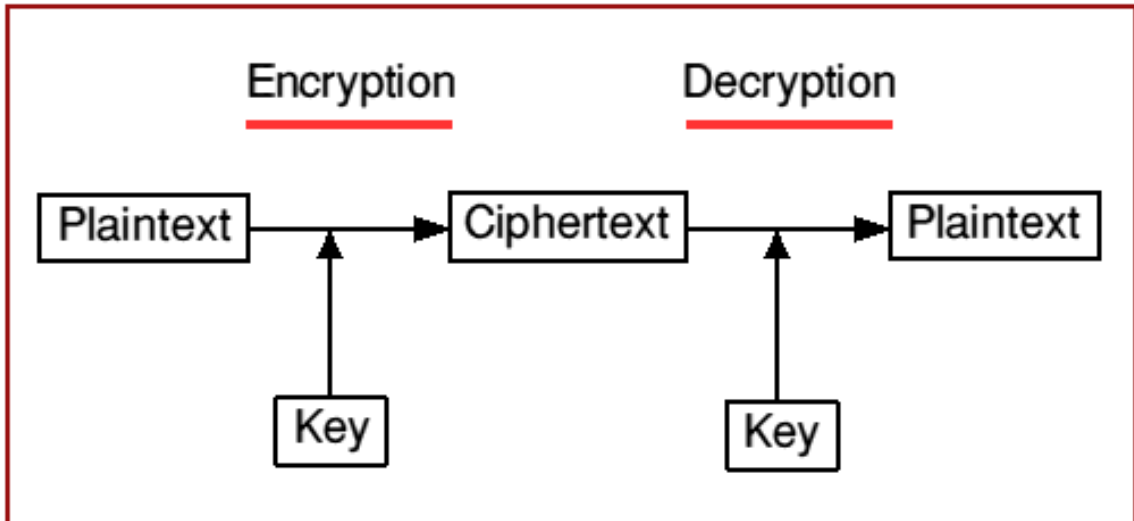 Encryption
Decryption
Plaintext
Ciphertext
Plaintext
Key
Key